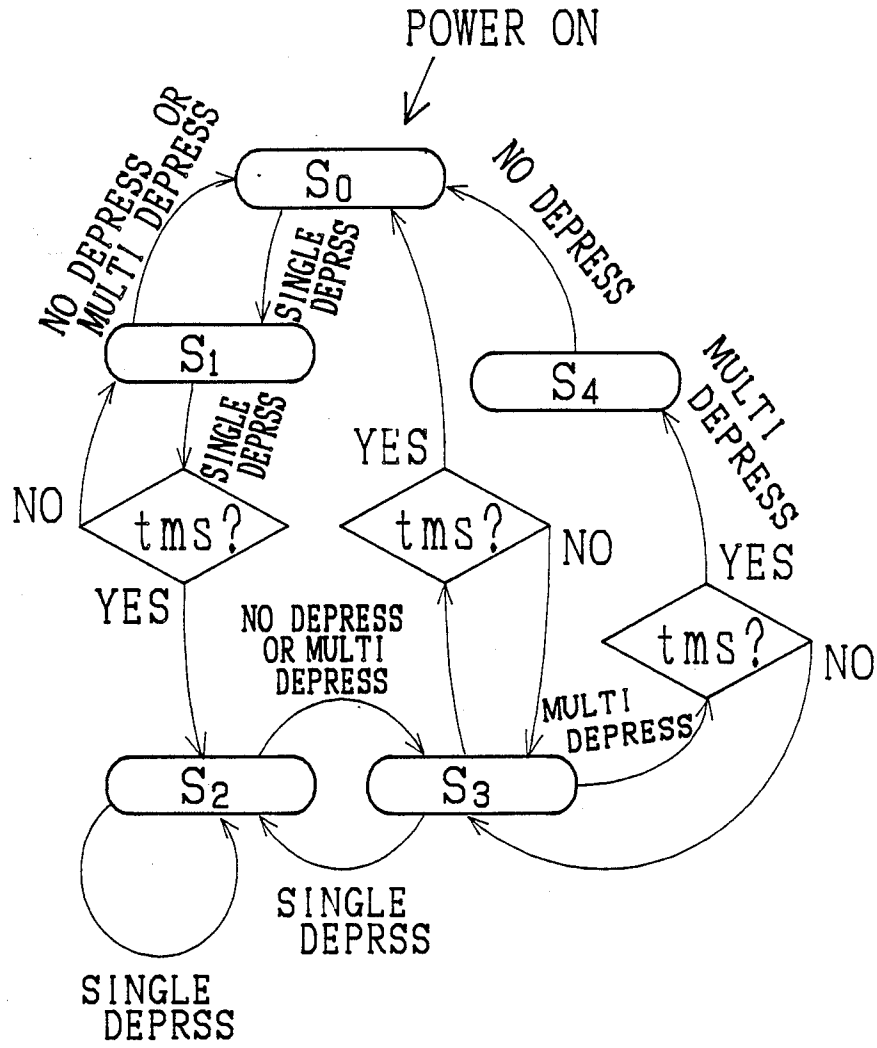 POWER ON
NO DEPRESS OR
MULTI DEPRESS
S0
NO DEPRESS
SINGLE
DEPRSS
S1
S4
SINGLE
DEPRSS
MULTI
DEPRESS
YES
NO
tms?
tms?
NO
YES
YES
NO DEPRESS
OR MULTI
DEPRESS
tms?
NO
MULTI
DEPRESS
S2
S3
SINGLE
DEPRSS
SINGLE
DEPRSS